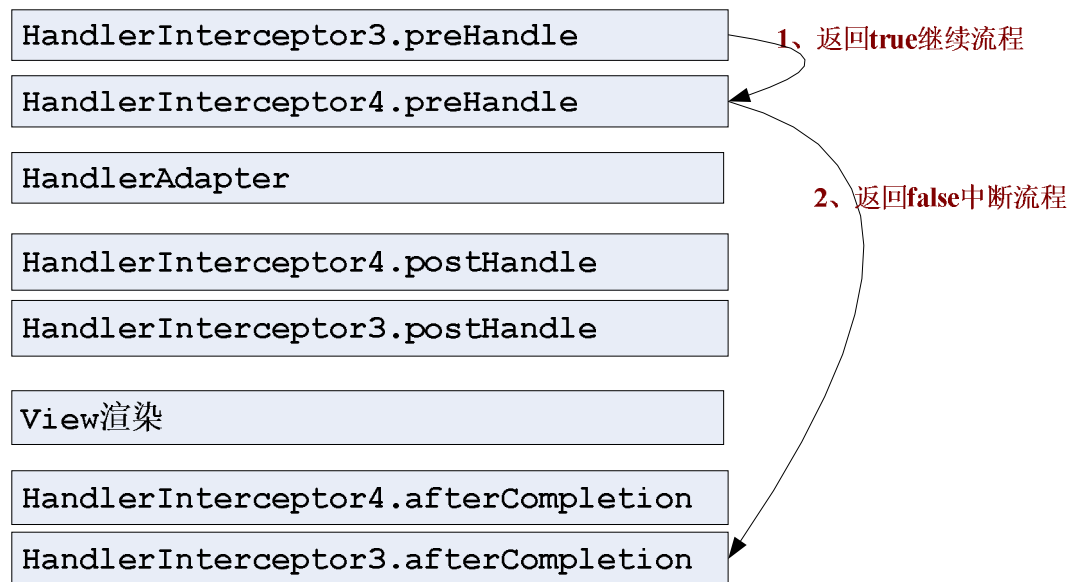 HandlerInterceptor3.preHandle
1、返回true继续流程
HandlerInterceptor4.preHandle
HandlerAdapter
2、返回false中断流程
HandlerInterceptor4.postHandle
HandlerInterceptor3.postHandle
View渲染
HandlerInterceptor4.afterCompletion
HandlerInterceptor3.afterCompletion